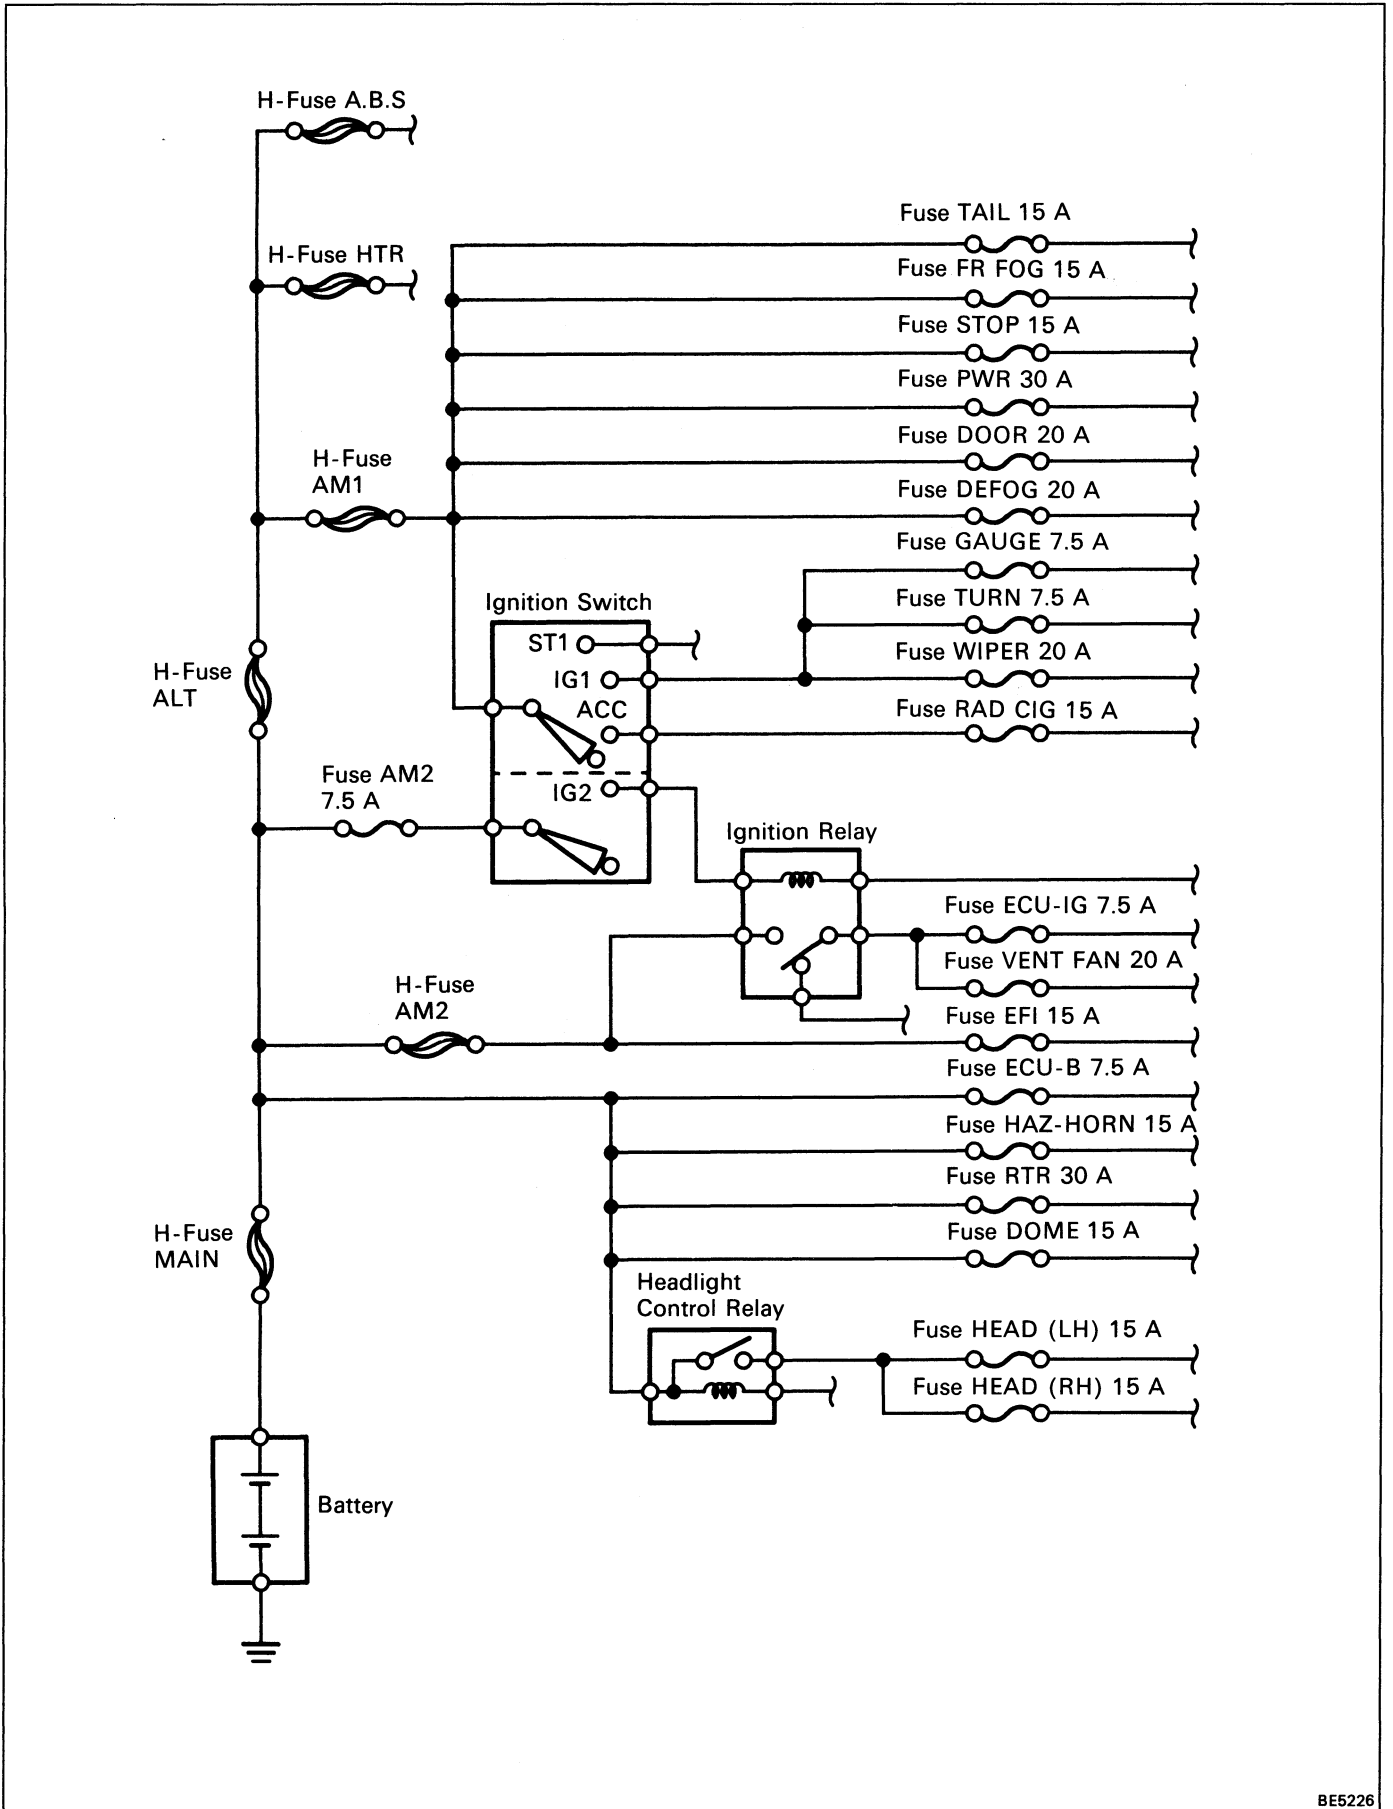 H-Fuse A.B.S
Fuse TAIL 15 A
H-Fuse HTR
Fuse FR FOG 15 A
Fuse STOP 15 A
Fuse PWR 30 A
Fuse DOOR 20 A
H-Fuse
AM1
Fuse DEFOG 20 A
Fuse GAUGE 7.5 A
Fuse TURN 7.5 A
Ignition Switch
ST1
Fuse WIPER 20 A
H-Fuse
ALT
IG1
ACC
Fuse RAD CIG 15 A
Fuse AM2
7.5 A
IG2
Ignition Relay
Fuse ECU-IG 7.5 A
Fuse VENT FAN 20 A
H-Fuse
AM2
Fuse EFI 15 A
Fuse ECU-B 7.5 A
Fuse HAZ-HORN 15 A
Fuse RTR 30 A
H-Fuse
MAIN
Fuse DOME 15 A
Headlight
Control Relay
Fuse HEAD (LH) 15 A
Fuse HEAD (RH) 15 A
Battery
BE5226